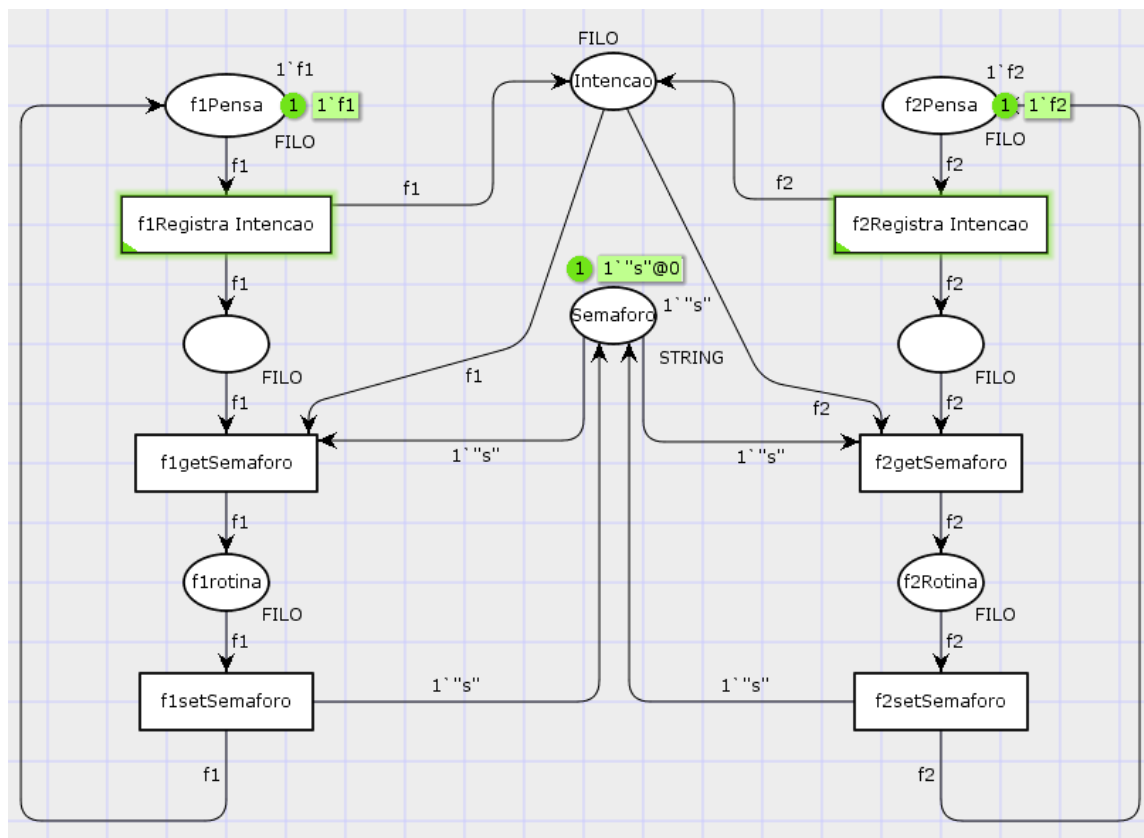 FILO
Intencao
1`f1
f1Pensa
1
1`f1
FILO
1`f2
f2Pensa
1
1`f2
FILO
f1
f1
f2
f2
f1Registra Intencao
f2Registra Intencao
1
1`"s"@0
f1
f2
Semaforo
1`"s"
STRING
FILO
FILO
f1
f1
f2
f2
f1getSemaforo
1`"s"
1`"s"
f2getSemaforo
f1
f2
f1rotina
f2Rotina
FILO
FILO
f1
f2
f1setSemaforo
1`"s"
1`"s"
f2setSemaforo
f1
f2